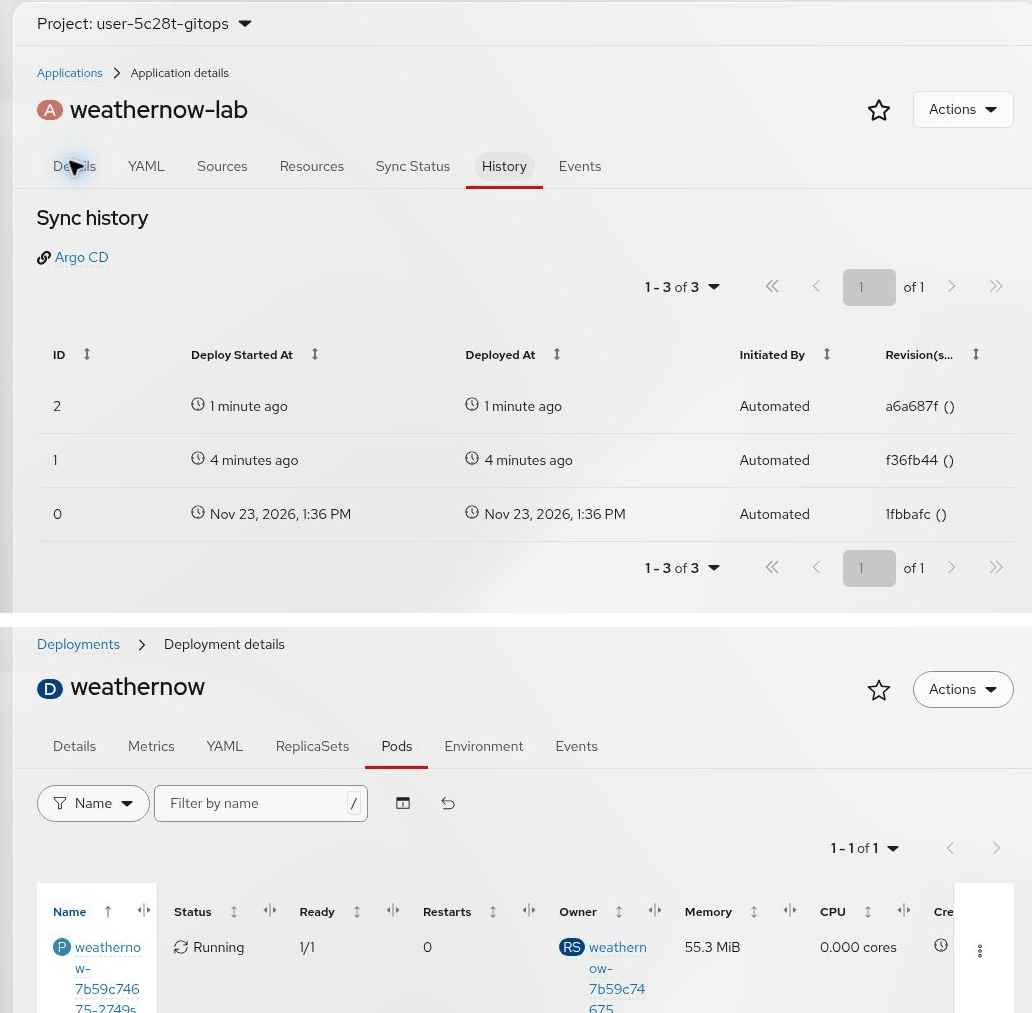 Project: user-5c28t-gitops
Applications > Application details
A weathernow-lab
Actions
Details YAML Sources Resources Sync Status History Events
Sync history
Argo CD
1 - 3 of 3 1 of 1
ID Deploy Started At Deployed At Initiated By Revision(s...
2 1 minute ago 1 minute ago Automated a6a687f ()
1 4 minutes ago 4 minutes ago Automated f36fb44 ()
0 Nov 23, 2026, 1:36 PM Nov 23, 2026, 1:36 PM Automated 1fbbafc ()
1 - 3 of 3 1 of 1
Deployments > Deployment details
D weathernow
Actions
Details Metrics YAML ReplicaSets Pods Environment Events
Name Filter by name /
1 - 1 of 1
Name Status Ready Restarts Owner Memory CPU Cre
P weatherno Running 1/1 0 RS weathern 55.3 MiB 0.000 cores
w- ow-
7b59c746 7b59c74
75-2749s 675